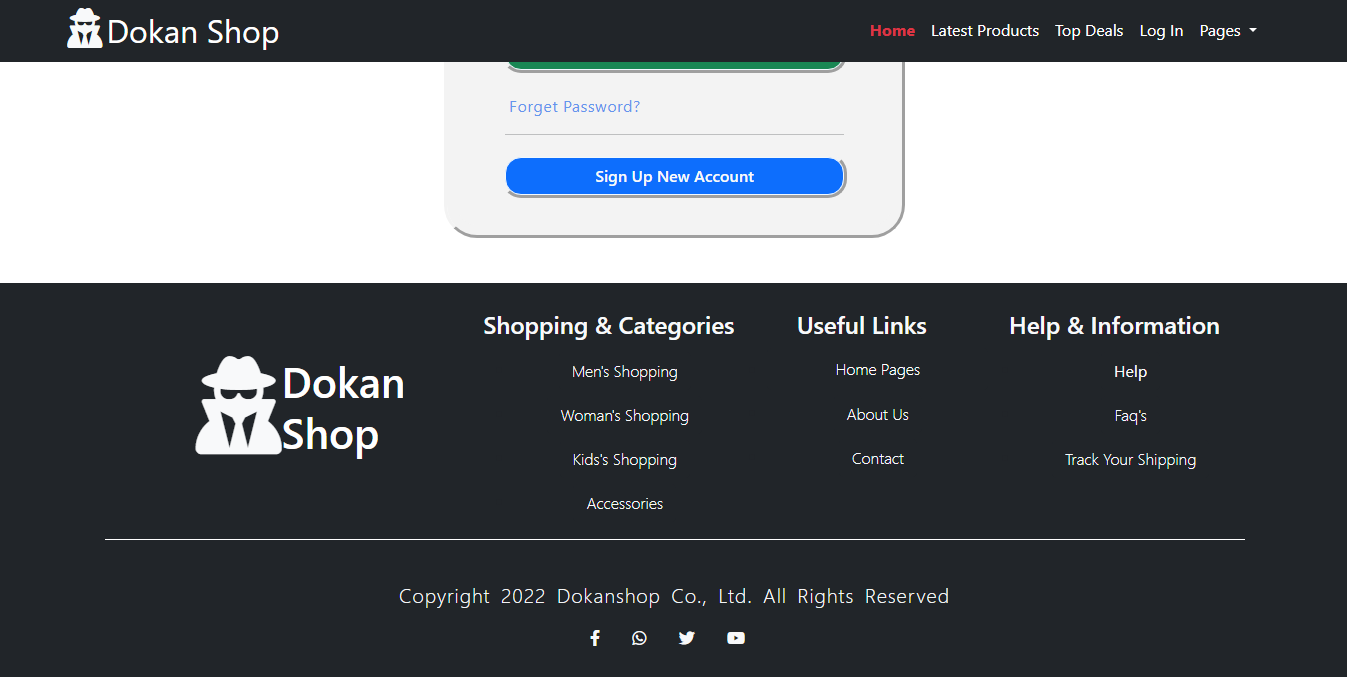 Dokan Shop
Home Latest Products Top Deals Log In Pages
Forget Password?
Sign Up New Account
Dokan
Shop
Shopping & Categories
Men's Shopping
Woman's Shopping
Kids's Shopping
Accessories
Useful Links
Home Pages
About Us
Contact
Help & Information
Help
Faq's
Track Your Shipping
Copyright 2022 Dokanshop Co., Ltd. All Rights Reserved